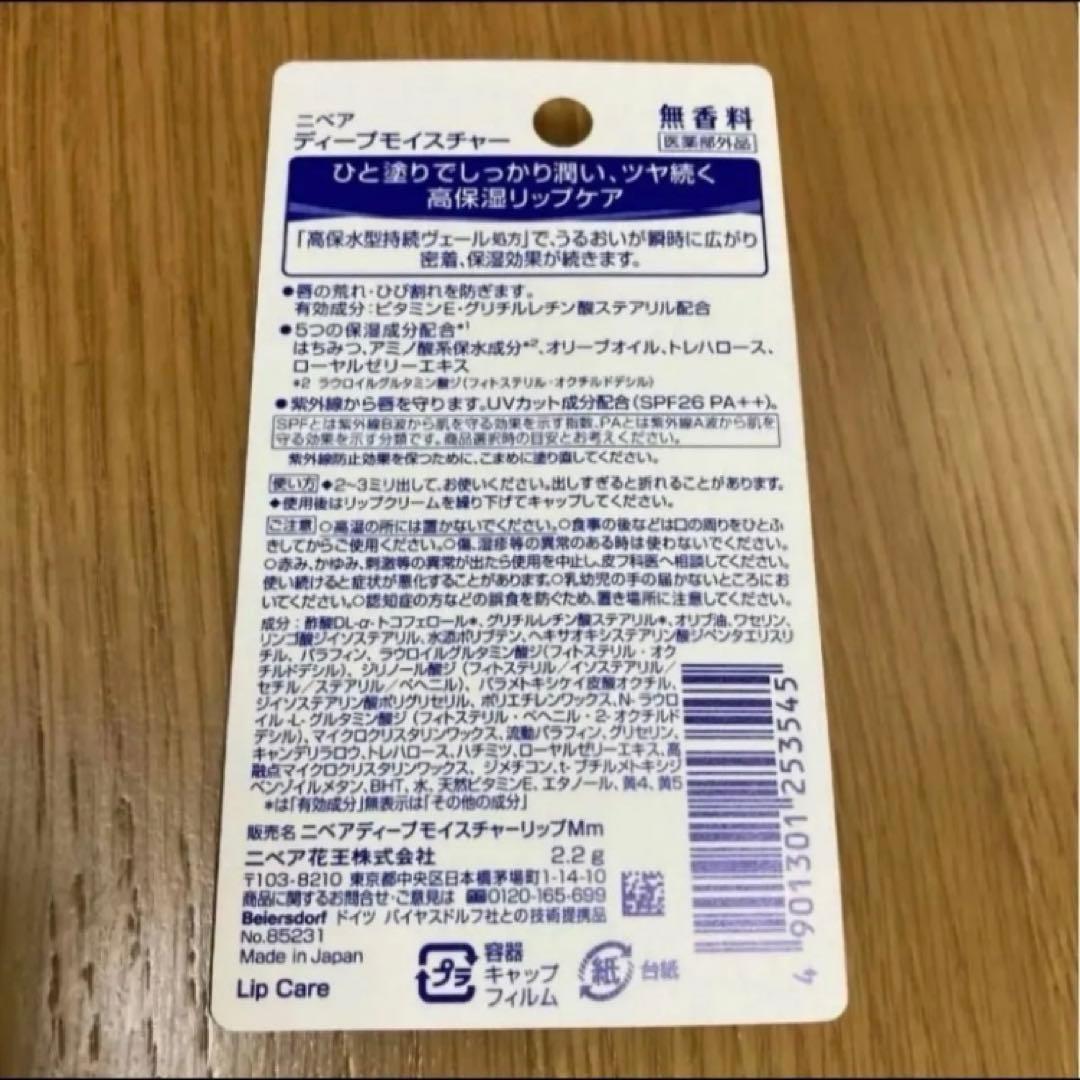 ニベア
ディープモイスチャー
無香料
医薬部外品
ひと塗りでしっかり潤い、ツヤ続く
高保湿リップケア
「高保水型持続ヴェール処方」で、うるおいが瞬時に広がり
密着、保湿効果が続きます。
●唇の荒れ・ひび割れを防ぎます。
有効成分：ビタミンE・グリチルレチン酸ステアリル配合
●5つの保湿成分配合*1
はちみつ、アミノ酸系保水成分*2、オリーブオイル、トレハロース、
ローヤルゼリーエキス
*2 ラウロイルグルタミン酸ジ(フィトステリル・オクチルドデシル)
●紫外線から唇を守ります。UVカット成分配合(SPF26 PA++)。
SPFとは紫外線B波から肌を守る効果を示す指数、PAとは紫外線A波から肌を
守る効果を示す分類です。商品選択時の目安とお考えください。
紫外線防止効果を保つために、こまめに塗り直してください。
使い方 ◆2〜3ミリ出して、お使いください。出しすぎると折れることがあります。
◆使用後はリップクリームを繰り下げてキャップしてください。
ご注意 ○高温の所には置かないでください。○食事の後などは口の周りをひとふ
きしてからご使用ください。○傷、湿疹等の異常のある時は使わないでください。
○赤み、かゆみ、刺激等の異常が出たら使用を中止し、皮フ科医へ相談してください。
使い続けると症状が悪化することがあります。○乳幼児の手の届かないところにお
いてください。○認知症の方などの誤食を防ぐため、置き場所に注意してください。
成分：酢酸DL-α-トコフェロール*、グリチルレチン酸ステアリル*、オリブ油、ワセリン、
リンゴ酸ジイソステアリル、水添ポリブテン、ヘキサオキシステアリン酸ジペンタエリスリ
チル、パラフィン、ラウロイルグルタミン酸ジ(フィトステリル・オク
チルドデシル)、ジリノール酸ジ(フィトステリル／イソステアリル／
セチル／ステアリル／ベヘニル)、パラメトキシケイ皮酸オクチル、
ジイソステアリン酸ポリグリセリル、ポリエチレンワックス、N-ラウロ
イル-L-グルタミン酸ジ(フィトステリル・ベヘニル・2-オクチルド
デシル)、マイクロクリスタリンワックス、流動パラフィン、グリセリン、
キャンデリラロウ、トレハロース、ハチミツ、ローヤルゼリーエキス、高
融点マイクロクリスタリンワックス、ジメチコン、t-ブチルメトキシジ
ベンゾイルメタン、BHT、水、天然ビタミンE、エタノール、黄4、黄5
*は「有効成分」無表示は「その他の成分」
販売名 ニベアディープモイスチャーリップMm
ニベア花王株式会社 2.2g
〒103-8210 東京都中央区日本橋茅場町1-14-10
商品に関するお問合せ・ご意見は 0120-165-699
Beiersdorf ドイツ バイヤスドルフ社との技術提携品
No.85231
Made in Japan
Lip Care
プラ
容器
キャップ
フィルム
紙
台紙
4 901301 253545